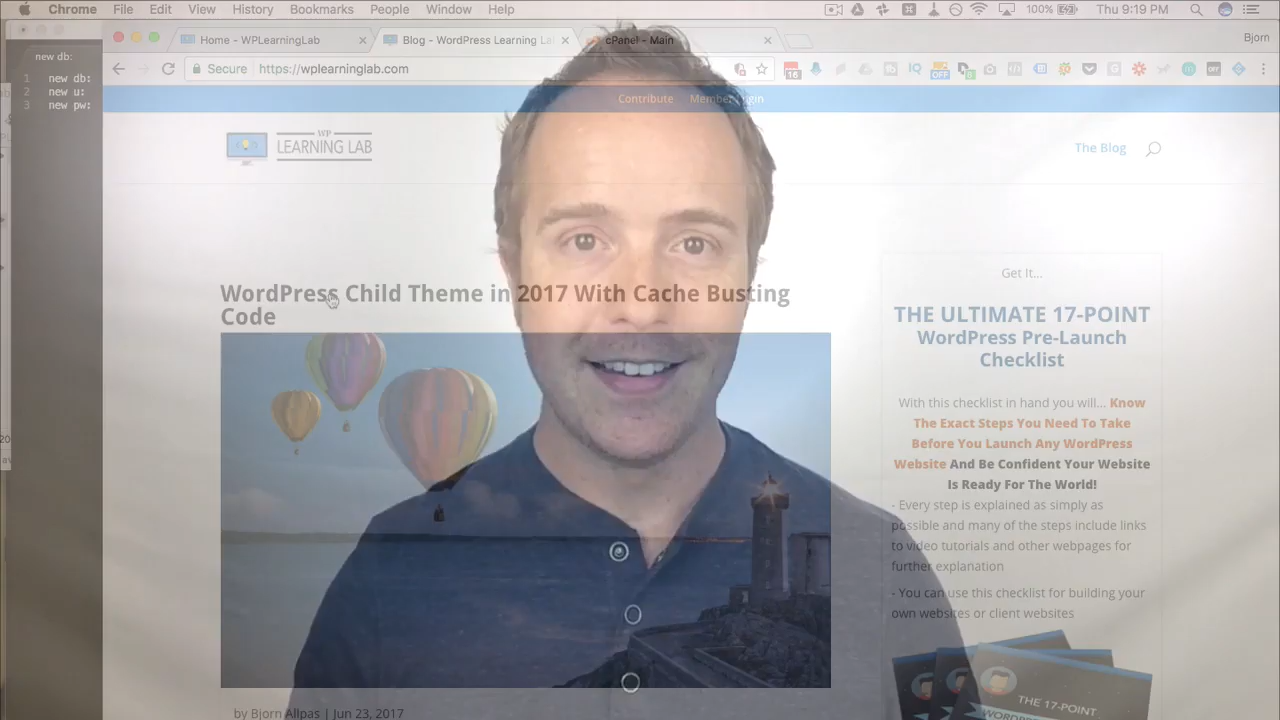 Chrome File Edit View History Bookmarks People Window Help 100% Thu 9:19 PM
Home - WPLearningLab Blog - WordPress Learning La cPanel - Main Bjorn
new db:
Secure https://wplearninglab.com 16 IQ OFF
1 new db:
2 new u:
3 new pw:
Contribute Member Login
WP
LEARNING LAB
The Blog
WordPress Child Theme in 2017 With Cache Busting
Code
by Bjorn Allpas | Jun 23, 2017
Get It...
THE ULTIMATE 17-POINT
WordPress Pre-Launch
Checklist
With this checklist in hand you will... Know
The Exact Steps You Need To Take
Before You Launch Any WordPress
Website And Be Confident Your Website
Is Ready For The World!
- Every step is explained as simply as
possible and many of the steps include links
to video tutorials and other webpages for
further explanation
- You can use this checklist for building your
own websites or client websites
THE 17-POINT